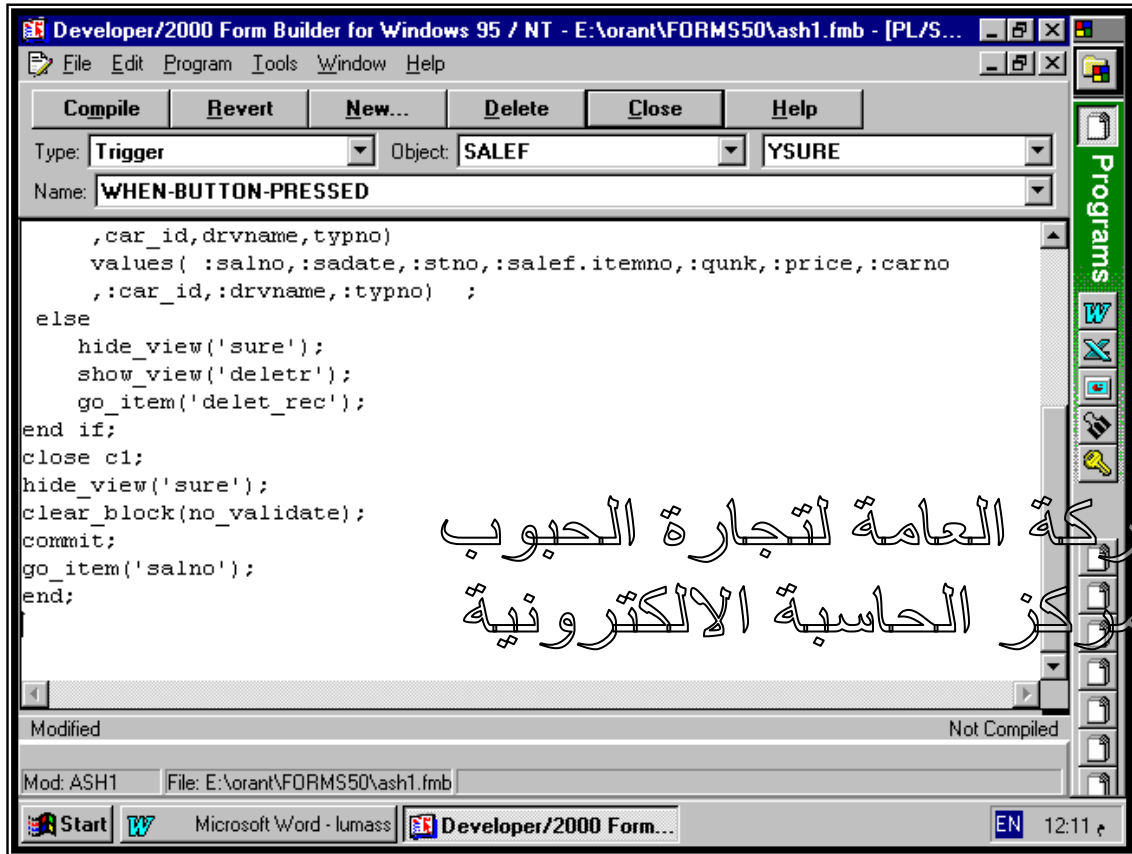 Developer/2000 Form Builder for Windows 95 / NT - E:\orant\FORMS50\ash1.fmb - [PL/S...
File Edit Program Tools Window Help
Compile Revert New... Delete Close Help
Type: Trigger Object: SALEF YSURE
Name: WHEN-BUTTON-PRESSED
,car_id,drvname,typno)
values( :salno,:sadate,:stno,:salef.itemno,:qunk,:price,:carno
,:car_id,:drvname,:typno) ;
else
hide_view('sure');
show_view('deletr');
go_item('delet_rec');
end if;
close c1;
hide_view('sure');
clear_block(no_validate);
commit;
go_item('salno');
end;
العامة لتجارة الحبوب
مركز الحاسبة الالكترونية
Modified Not Compiled
Mod: ASH1 File: E:\orant\FORMS50\ash1.fmb
Start Microsoft Word - lumass Developer/2000 Form... EN 12:11 م
Programs